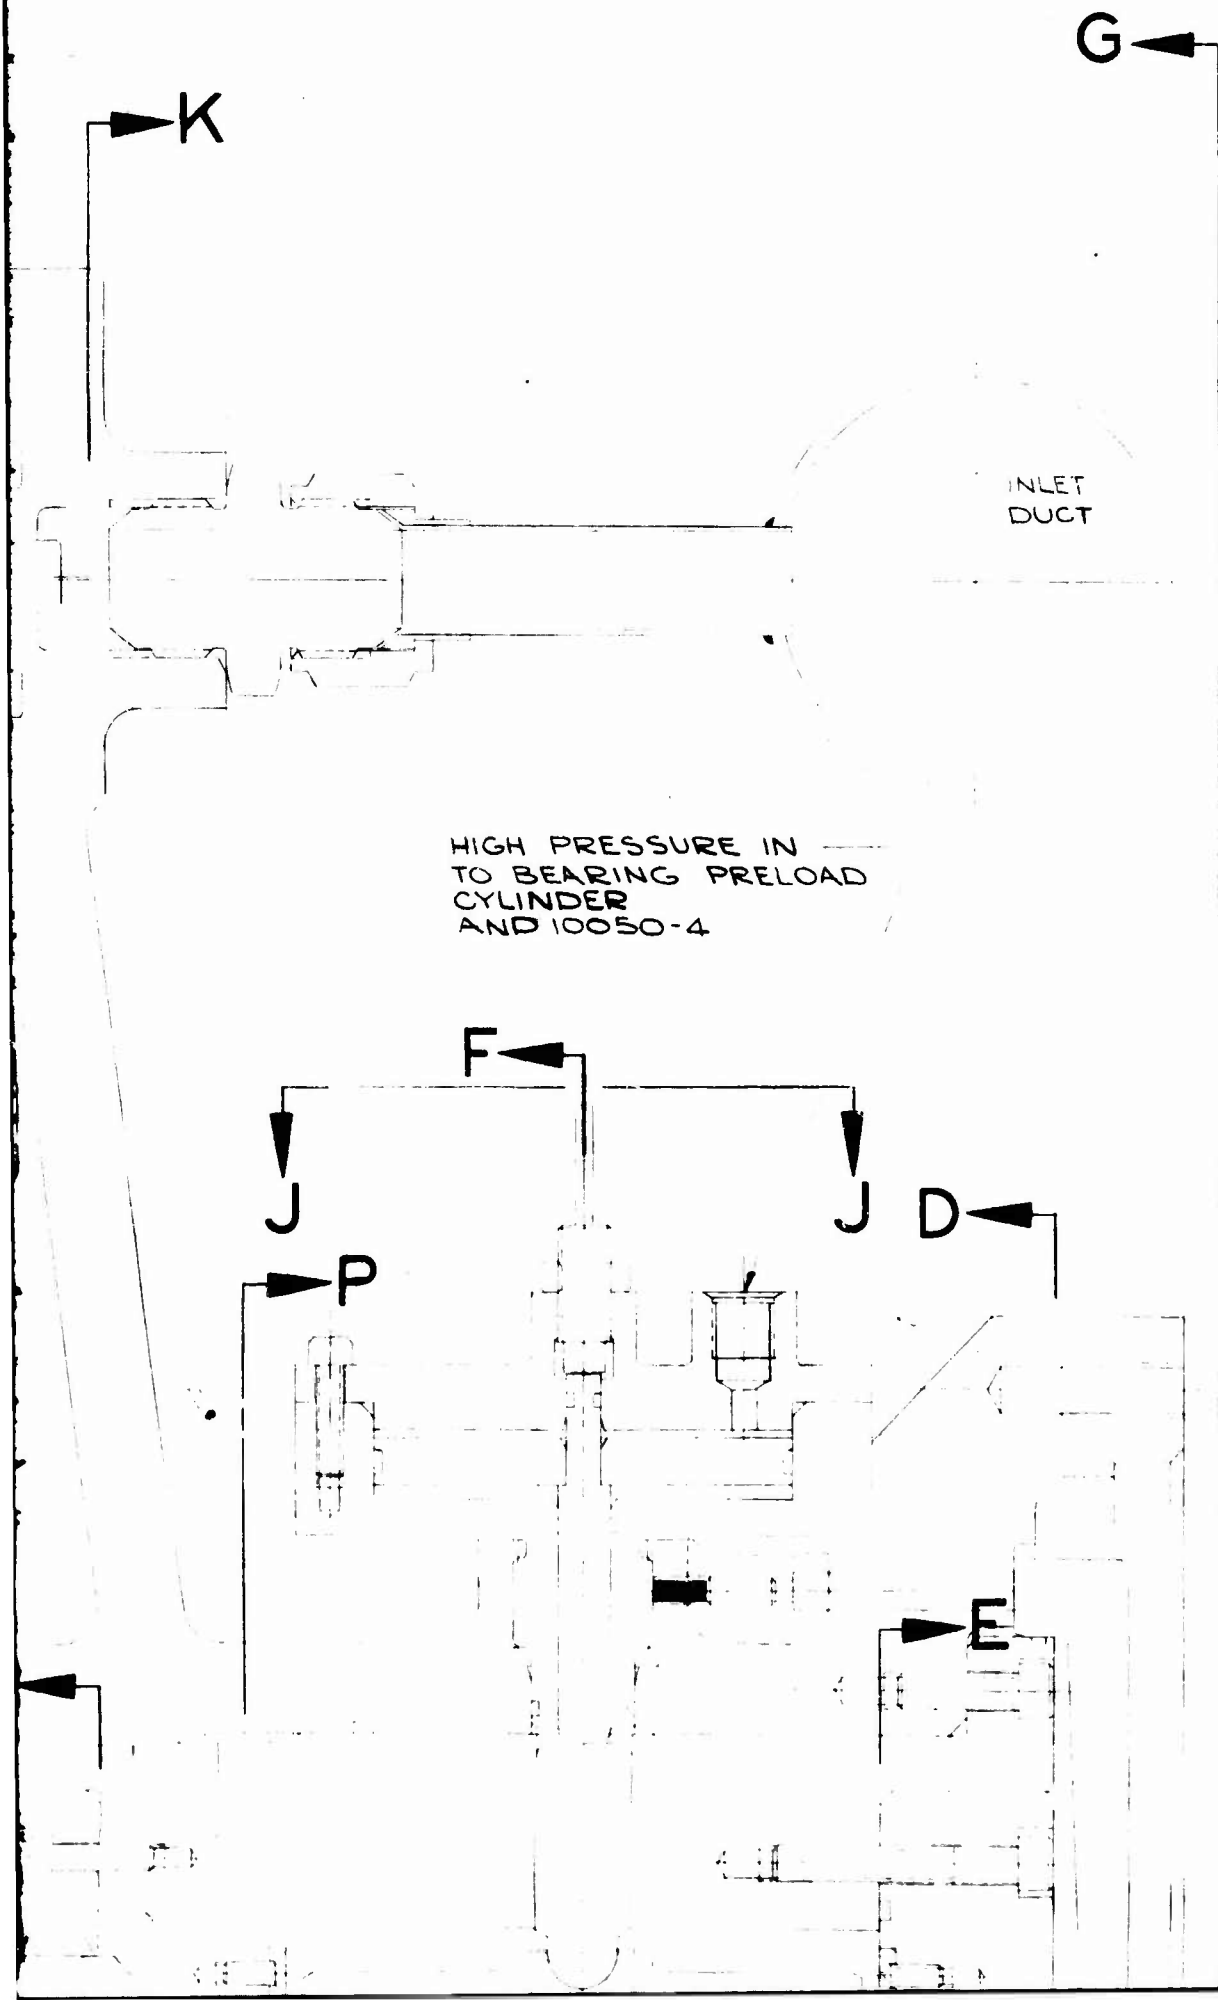 G
K
INLET
DUCT
HIGH PRESSURE IN
TO BEARING PRELOAD
CYLINDER
AND 10050-4
F
J
J
D
P
E